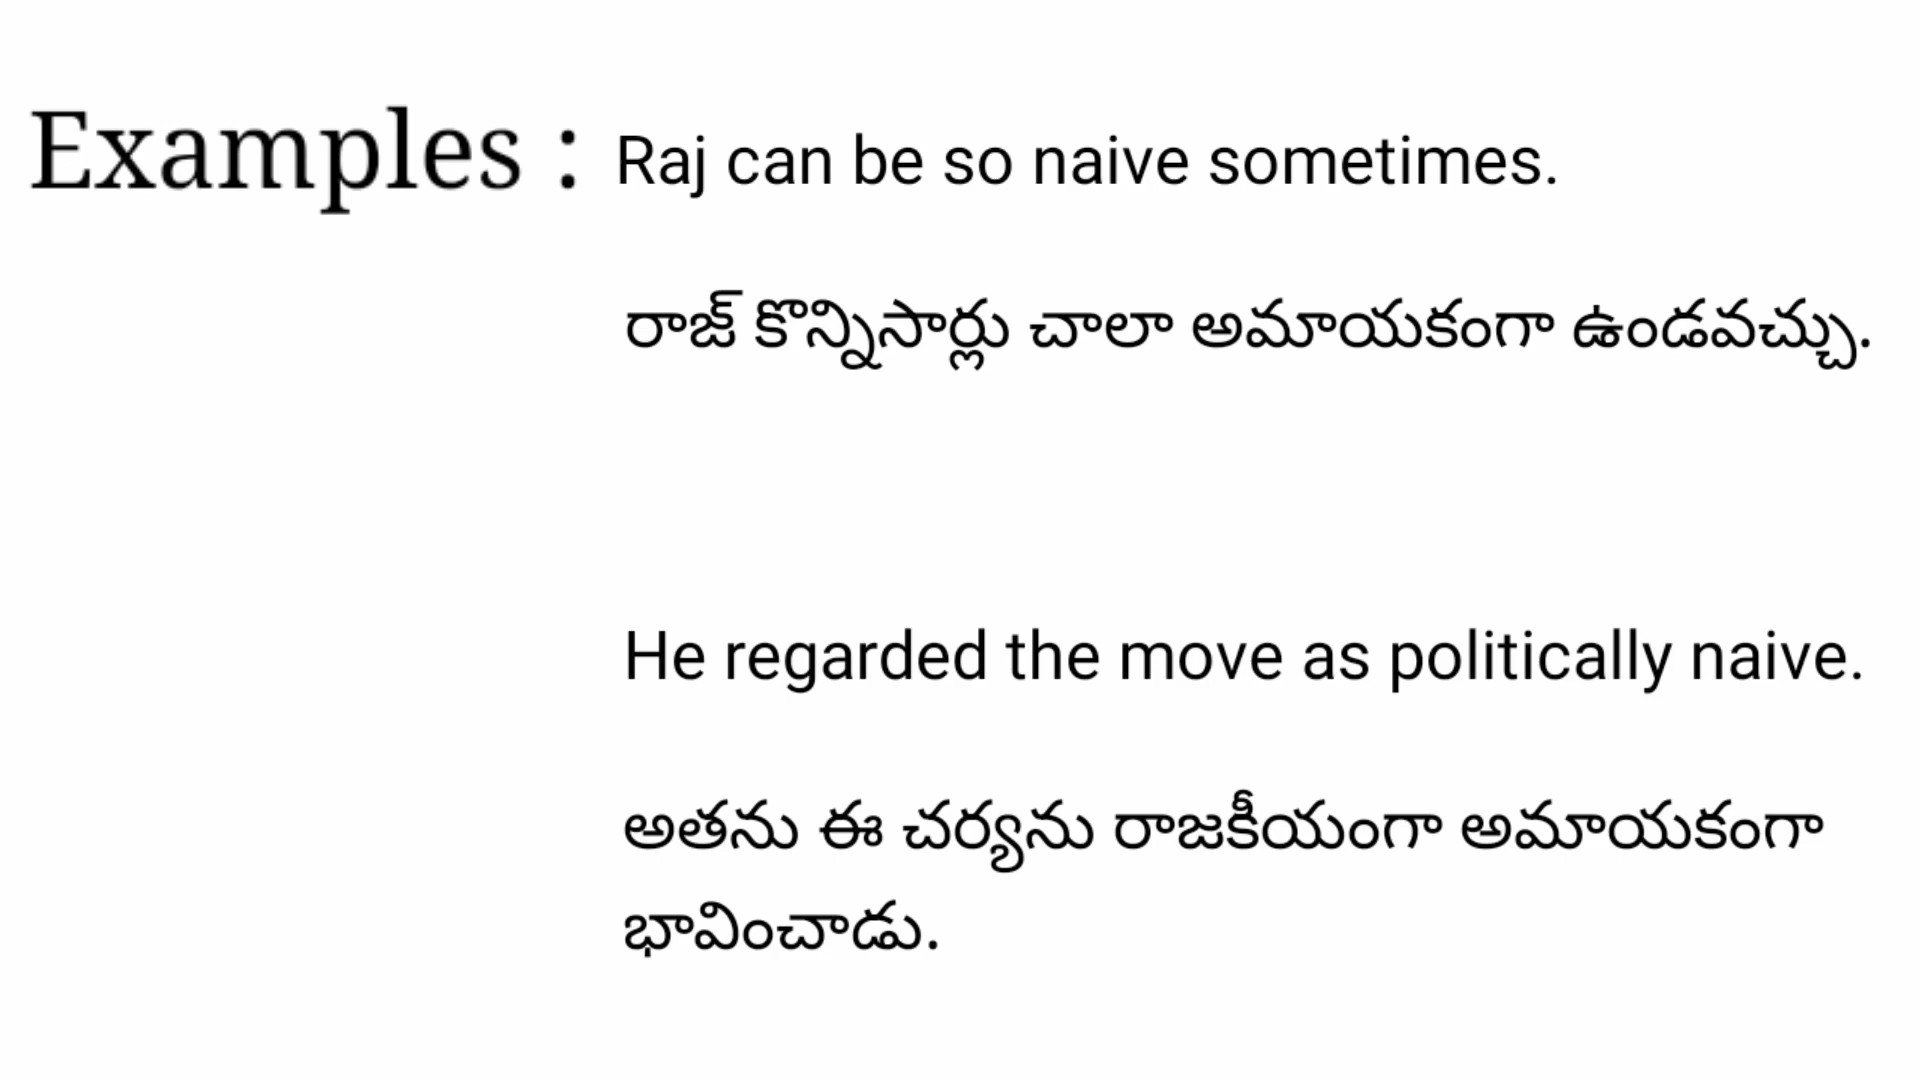 Examples : Raj can be so naive sometimes.
రాజ్ కొన్నిసార్లు చాలా అమాయకంగా ఉండవచ్చు.
He regarded the move as politically naive.
అతను ఈ చర్యను రాజకీయంగా అమాయకంగా
భావించాడు.